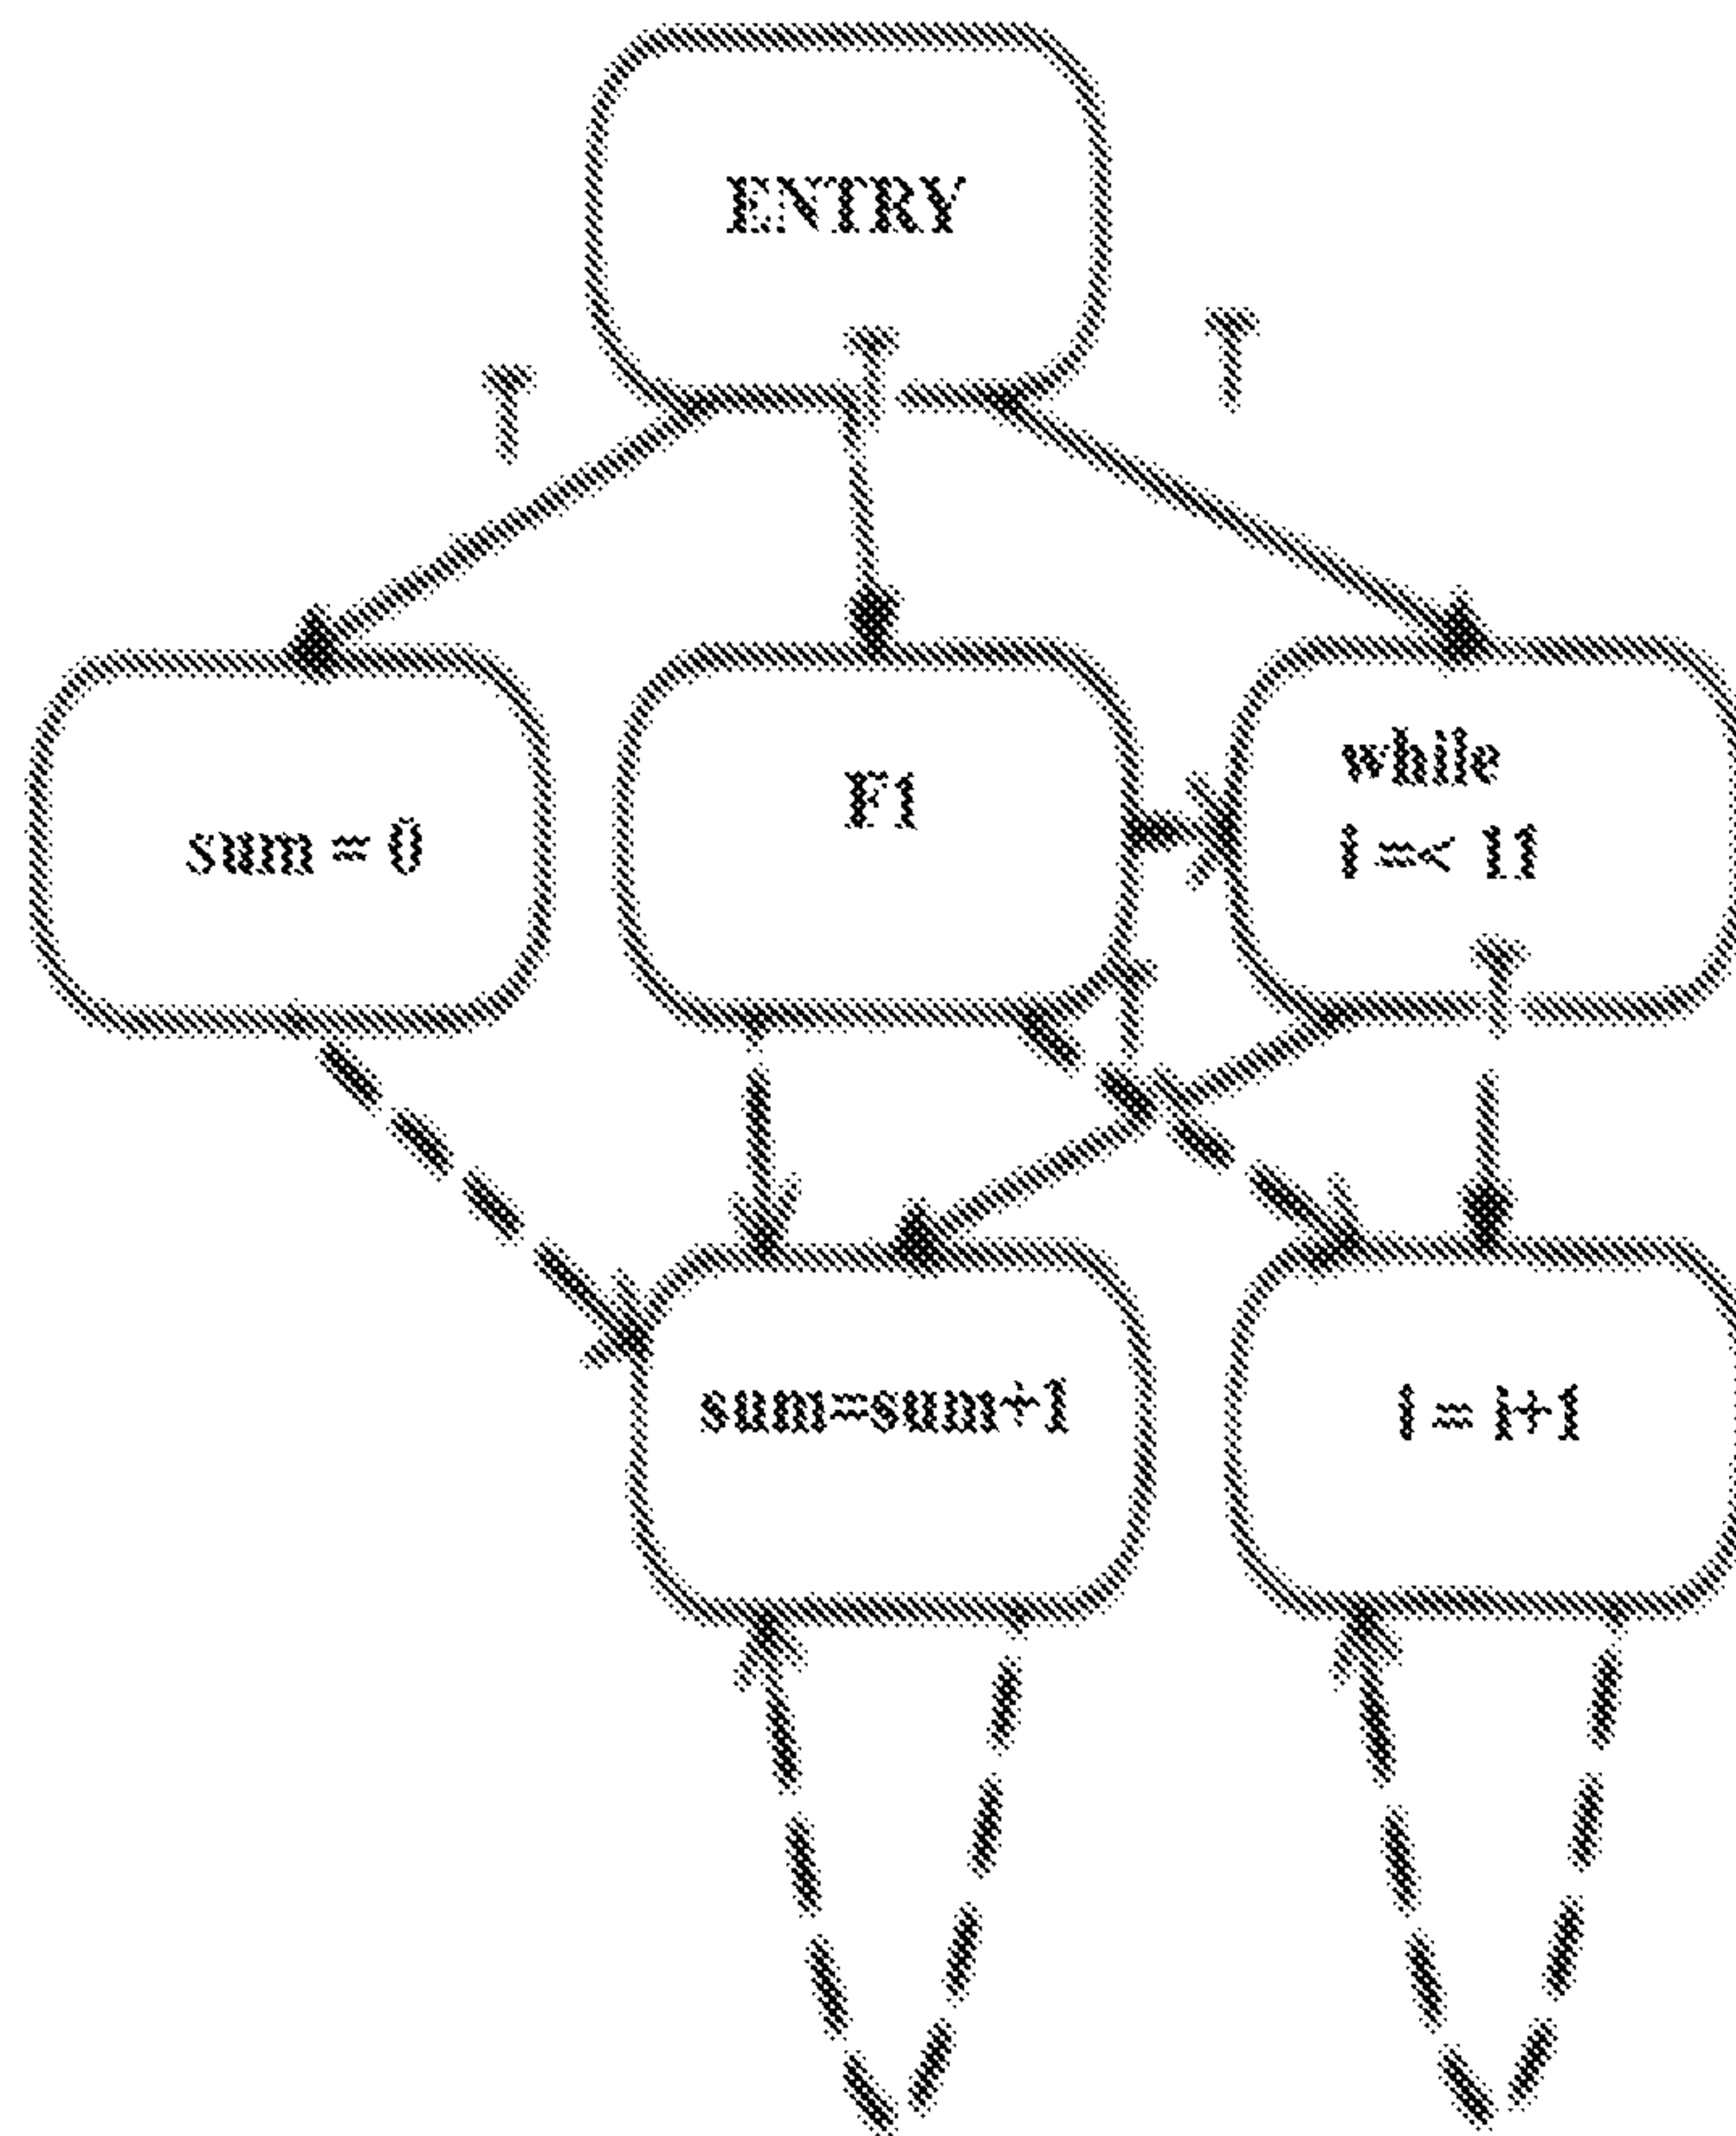 ENTRY
T
T
T
sum = 0
F1
while
i =< 11
T
T
sum=sum+1
i = i+1